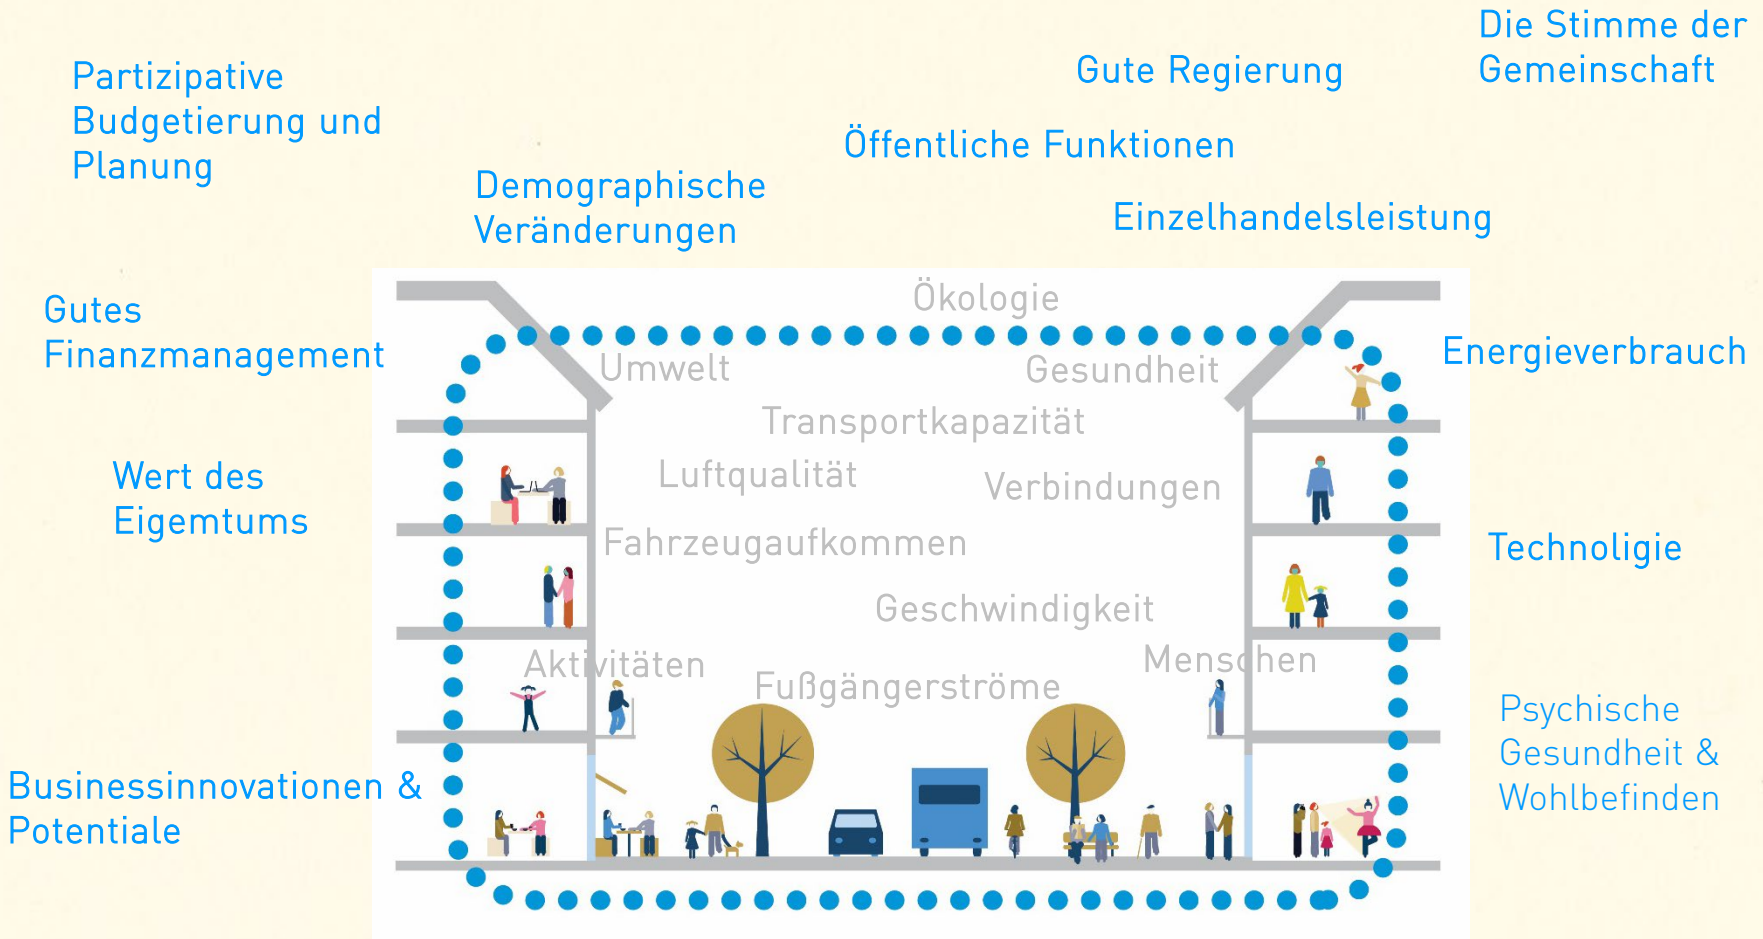 Die Stimme der
Gemeinschaft
Gute Regierung
Partizipative
Budgetierung und
Planung
Öffentliche Funktionen
Demographische
Veränderungen
Einzelhandelsleistung
Ökologie
Gutes
Finanzmanagement
Umwelt
Gesundheit
Energieverbrauch
Transportkapazität
Wert des
Eigemtums
Luftqualität
Verbindungen
Fahrzeugaufkommen
Technoligie
Geschwindigkeit
Aktivitäten
Menschen
Fußgängerströme
Psychische
Gesundheit &
Wohlbefinden
Businessinnovationen &
Potentiale